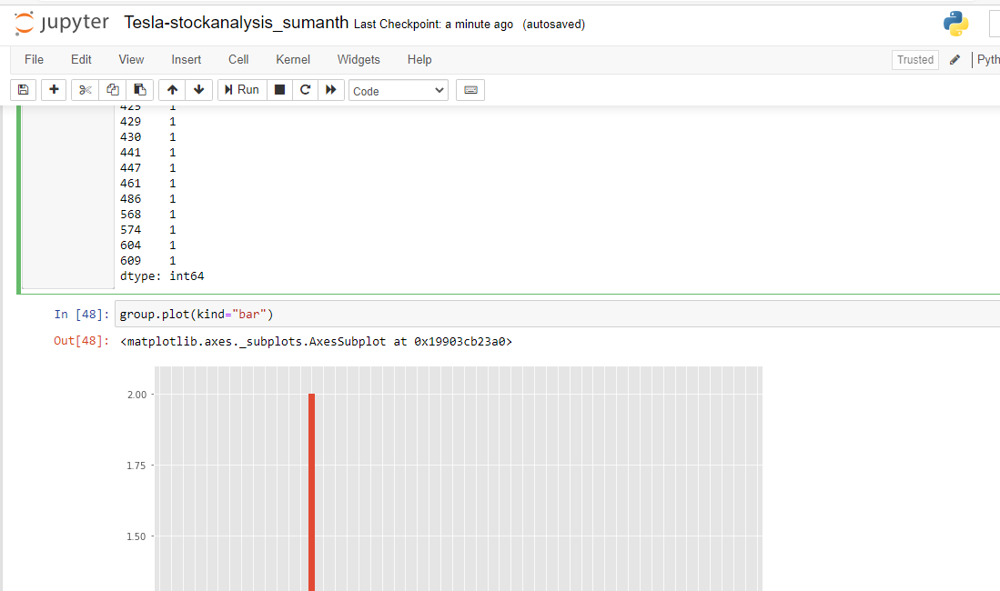 jupyter Tesla-stockanalysis_sumanth Last Checkpoint: a minute ago (autosaved)
File Edit View Insert Cell Kernel Widgets Help Trusted
Run Code
425 1
429 1
430 1
441 1
447 1
461 1
486 1
568 1
574 1
604 1
609 1
dtype: int64
In [48]: group.plot(kind="bar")
Out[48]: <matplotlib.axes._subplots.AxesSubplot at 0x19903cb23a0>
2.00
1.75
1.50